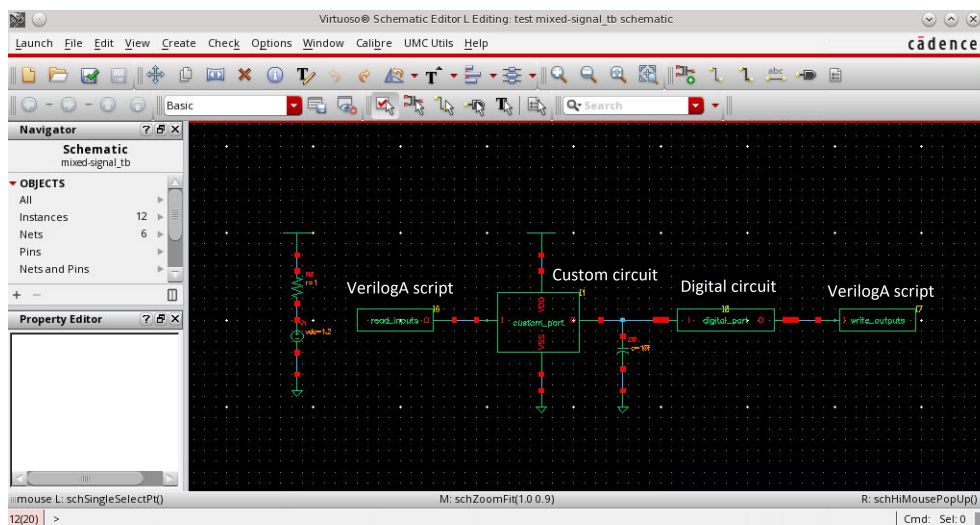 Virtuoso® Schematic Editor L Editing: test mixed-signal_tb schematic
Launch File Edit View Create Check Options Window Calibre UMC Utils Help
cādence
abc
Basic
Search
Navigator
Schematic
mixed-signal_tb
OBJECTS
All
Instances 12
Nets 6
Pins
Nets and Pins
Property Editor
r=1
vdc=1.2
VerilogA script
read_inputs
Custom circuit
VDD
custom_part
VSS
Digital circuit
digital_part
VerilogA script
write_outputs
mouse L: schSingleSelectPt()
M: schZoomFit(1.0 0.9)
R: schHiMousePopUp()
12(20) >
Cmd: Sel: 0